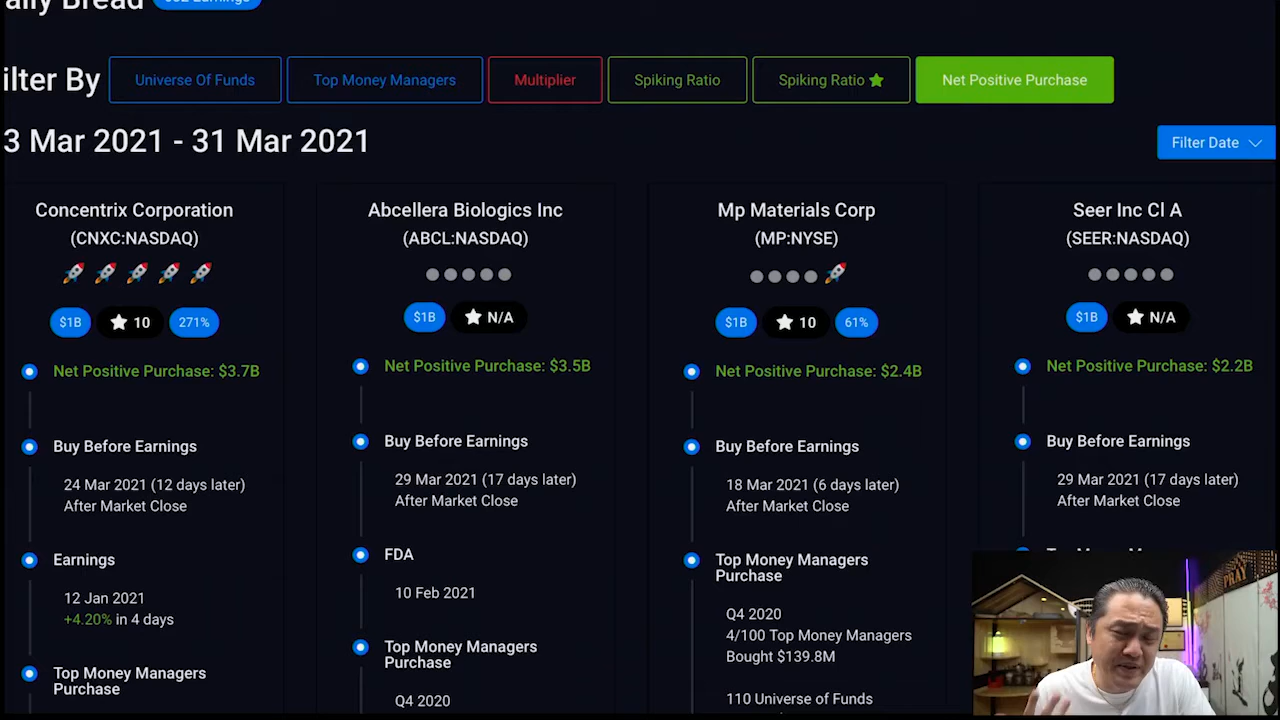 ally Bread
ilter By
Universe Of Funds
Top Money Managers
Multiplier
Spiking Ratio
Spiking Ratio
Net Positive Purchase
3 Mar 2021 - 31 Mar 2021
Filter Date
Concentrix Corporation
(CNXC:NASDAQ)
$1B
10
271%
Net Positive Purchase: $3.7B
Buy Before Earnings
24 Mar 2021 (12 days later)
After Market Close
Earnings
12 Jan 2021
+4.20% in 4 days
Top Money Managers
Purchase
Abcellera Biologics Inc
(ABCL:NASDAQ)
$1B
N/A
Net Positive Purchase: $3.5B
Buy Before Earnings
29 Mar 2021 (17 days later)
After Market Close
FDA
10 Feb 2021
Top Money Managers
Purchase
Q4 2020
Mp Materials Corp
(MP:NYSE)
$1B
10
61%
Net Positive Purchase: $2.4B
Buy Before Earnings
18 Mar 2021 (6 days later)
After Market Close
Top Money Managers
Purchase
Q4 2020
4/100 Top Money Managers
Bought $139.8M
110 Universe of Funds
Seer Inc Cl A
(SEER:NASDAQ)
$1B
N/A
Net Positive Purchase: $2.2B
Buy Before Earnings
29 Mar 2021 (17 days later)
After Market Close
PRAY